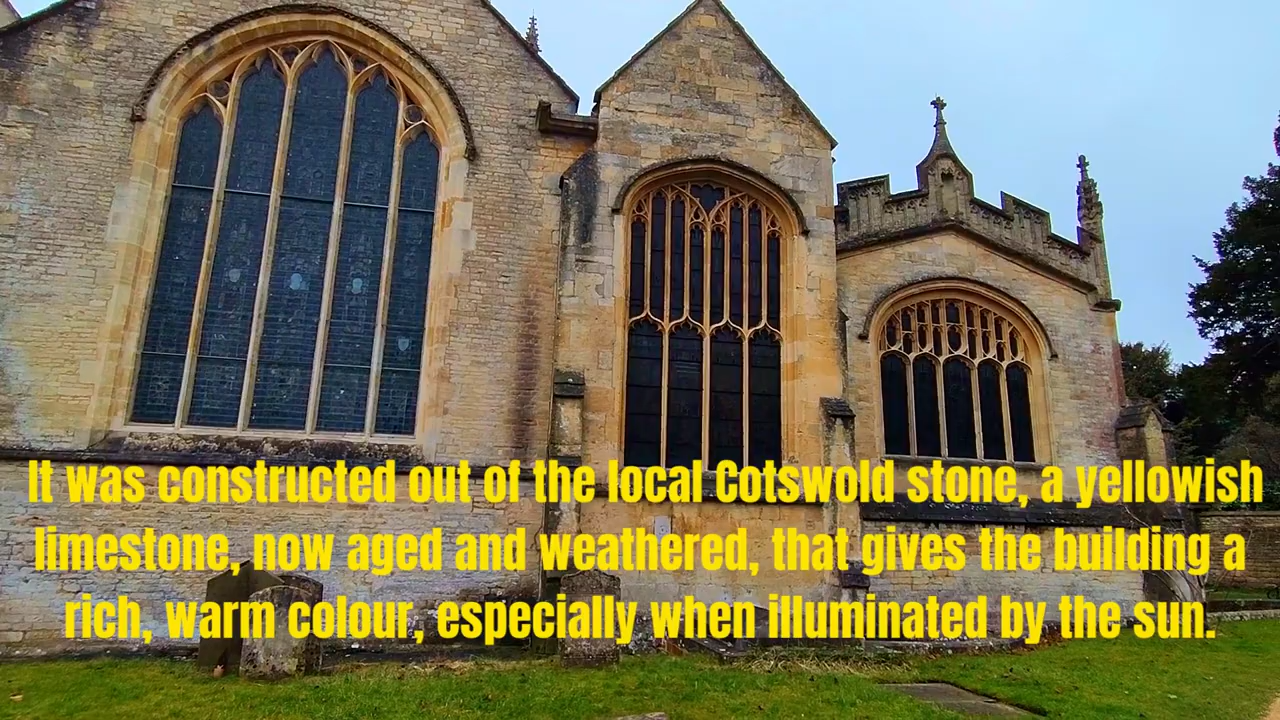 It was constructed out of the local Cotswold stone, a yellowish
limestone, now aged and weathered, that gives the building a
rich, warm colour, especially when illuminated by the sun.